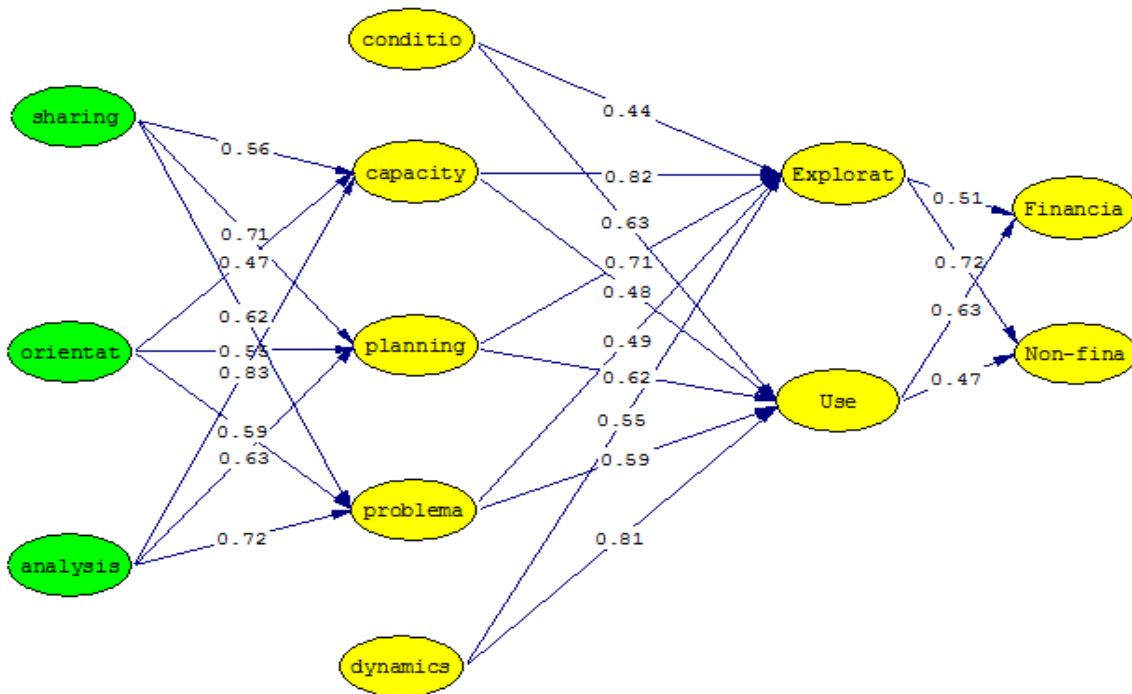 conditio
sharing
0.44
0.56
capacity
0.82
Explorat
0.51
Financia
0.71
0.63
0.47
0.71
0.72
0.48
0.62
0.63
0.49
orientat
0.55
planning
0.83
0.62
Non-fina
0.47
Use
0.59
0.55
0.63
0.59
problema
0.72
0.81
analysis
dynamics